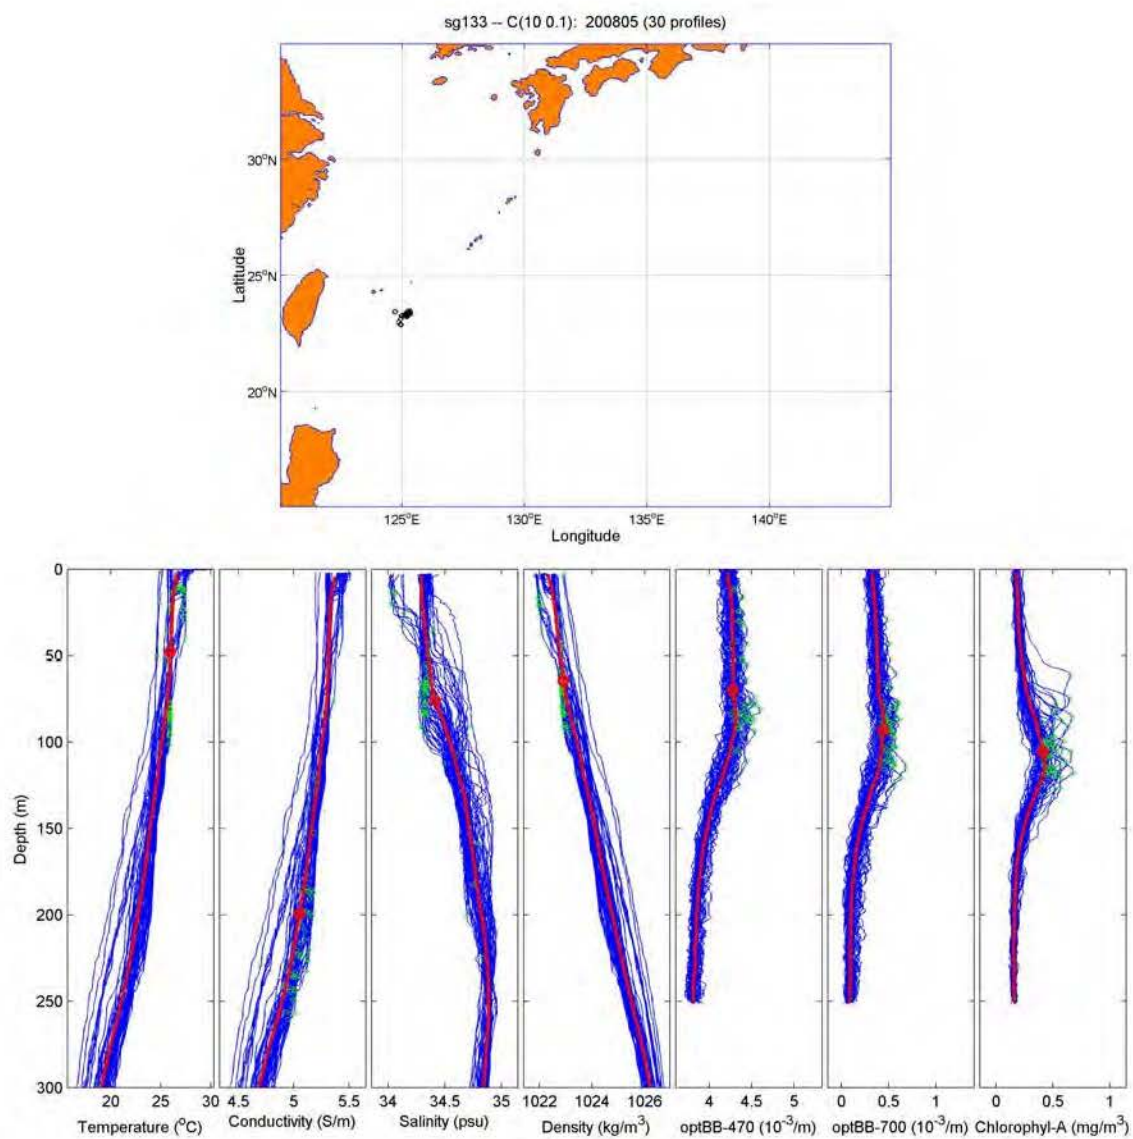 sg133 -- C(10 0.1): 200805 (30 profiles)
30°N
25°N
20°N
Latitude
125°E 130°E 135°E 140°E
Longitude
0
50
100
150
200
250
300
Depth (m)
20 25 30
Temperature (°C)
4.5 5 5.5
Conductivity (S/m)
34 34.5 35
Salinity (psu)
1022 1024 1026
Density (kg/m³)
4 4.5 5
optBB-470 (10⁻³/m)
0 0.5 1
optBB-700 (10⁻³/m)
0 0.5 1
Chlorophyl-A (mg/m³)